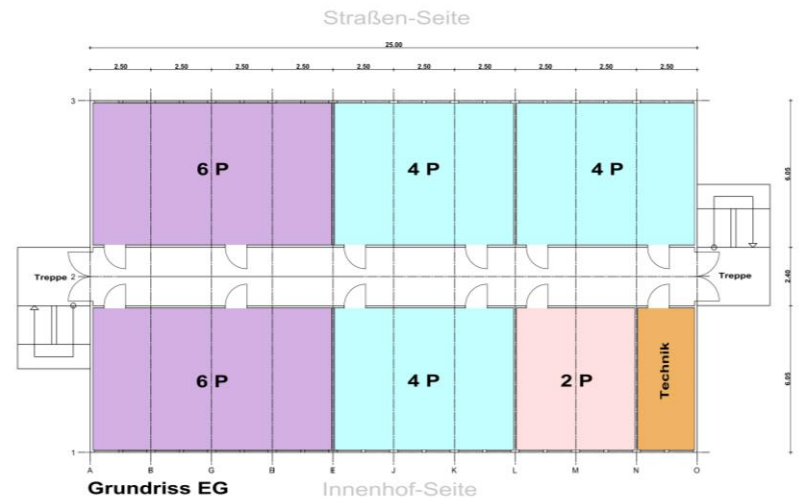 Straßen-Seite
25.00
2.50 2.50 2.50 2.50 2.50 2.50 2.50 2.50 2.50 2.50
3
6 P 4 P 4 P
6.05
Treppe 2 Treppe
2.40
6 P 4 P 2 P Technik
6.05
1
A B G B E J K L M N O
Grundriss EG Innenhof-Seite